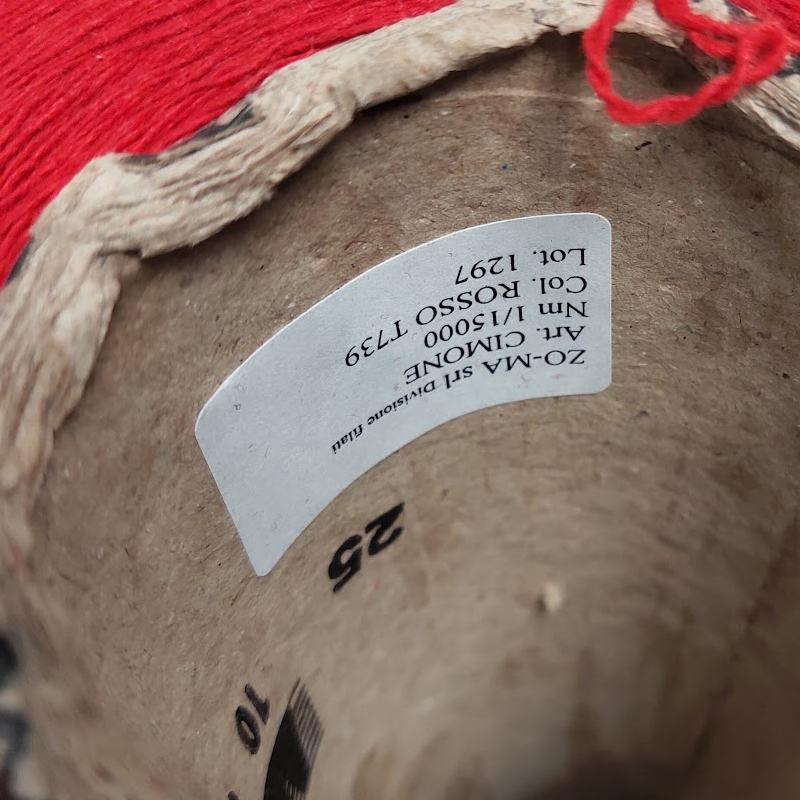 ZO-MA srl Divisione filati
Art. CIMONE
Nm 1/15000
Col. ROSSO T739
Lot. 1297
25
10